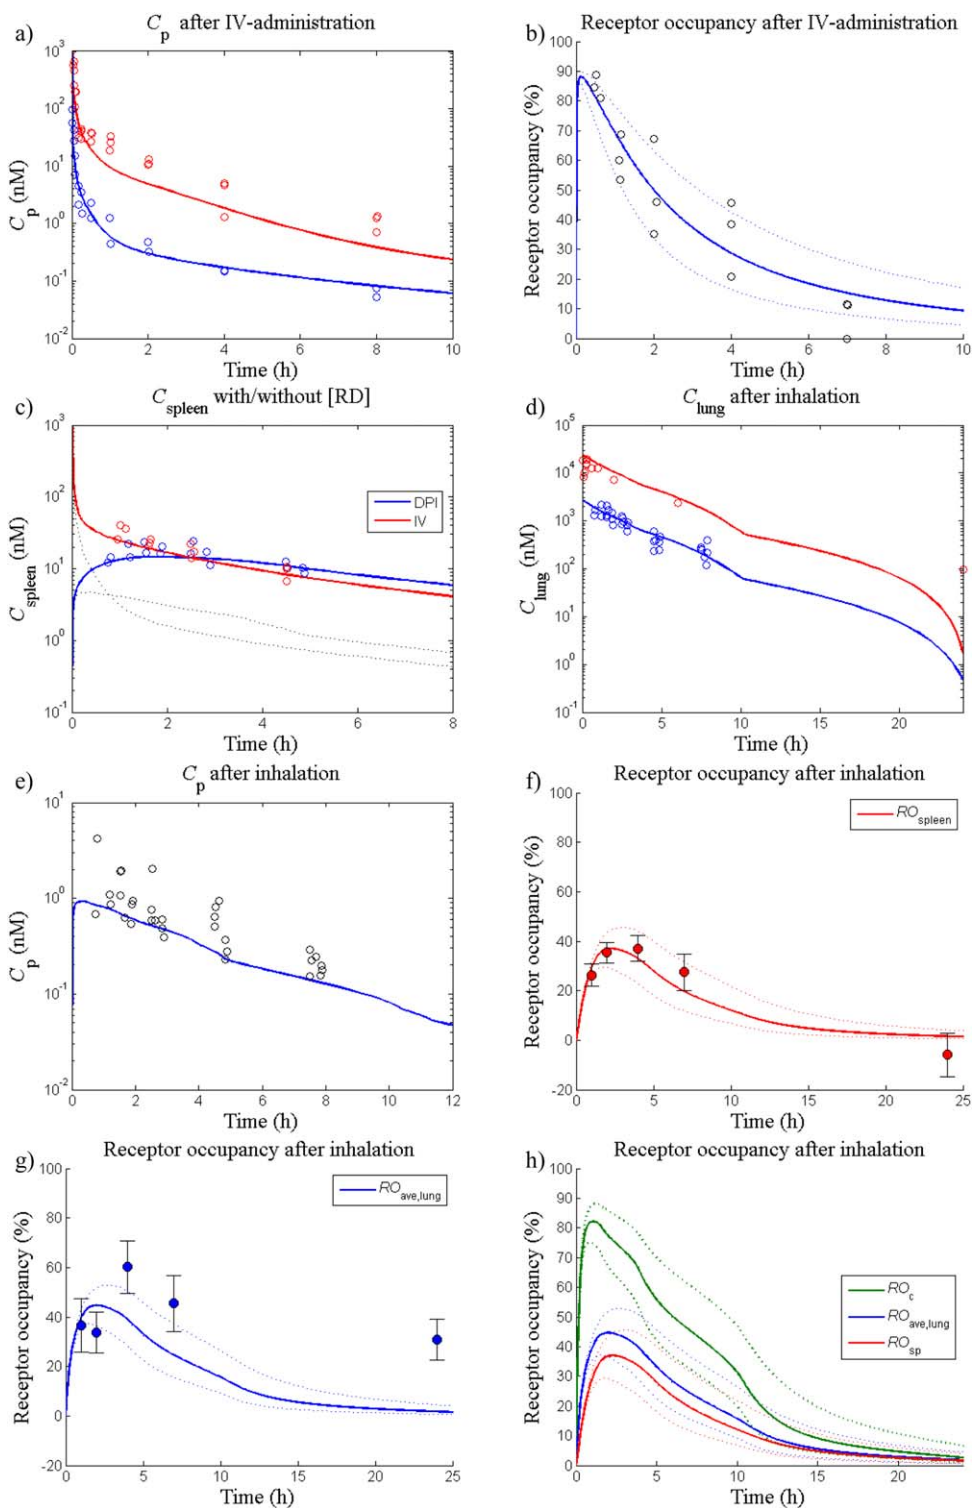 a) C_p after IV-administration
10^3
10^2
10^1
10^0
10^-1
10^-2
C_p (nM)
0 2 4 6 8 10
Time (h)
b) Receptor occupancy after IV-administration
100
90
80
70
60
50
40
30
20
10
0
Receptor occupancy (%)
0 2 4 6 8 10
Time (h)
c) C_spleen with/without [RD]
10^3
10^2
10^1
10^0
10^-1
C_spleen (nM)
DPI
IV
0 2 4 6 8
Time (h)
d) C_lung after inhalation
10^5
10^4
10^3
10^2
10^1
10^0
10^-1
C_lung (nM)
0 5 10 15 20
Time (h)
e) C_p after inhalation
10^1
10^0
10^-1
10^-2
C_p (nM)
0 2 4 6 8 10 12
Time (h)
f) Receptor occupancy after inhalation
100
80
60
40
20
0
-20
Receptor occupancy (%)
RO_spleen
0 5 10 15 20 25
Time (h)
g) Receptor occupancy after inhalation
100
80
60
40
20
0
-20
Receptor occupancy (%)
RO_ave,lung
0 5 10 15 20 25
Time (h)
h) Receptor occupancy after inhalation
100
90
80
70
60
50
40
30
20
10
0
Receptor occupancy (%)
RO_c
RO_ave,lung
RO_sp
0 5 10 15 20
Time (h)